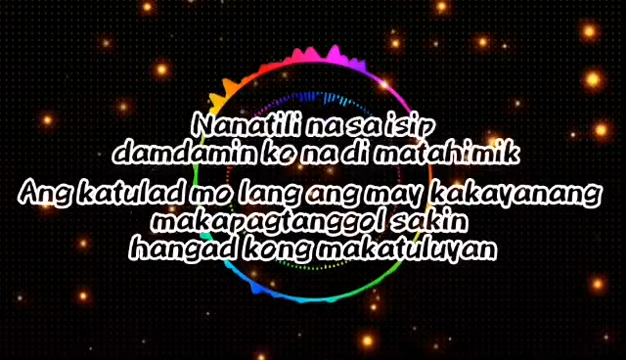 Nanatili na sa isip
damdamin ko na di matahimik
Ang katulad mo lang ang may kakayanang
makapagtanggol sakin
hangad kong makatuluyan